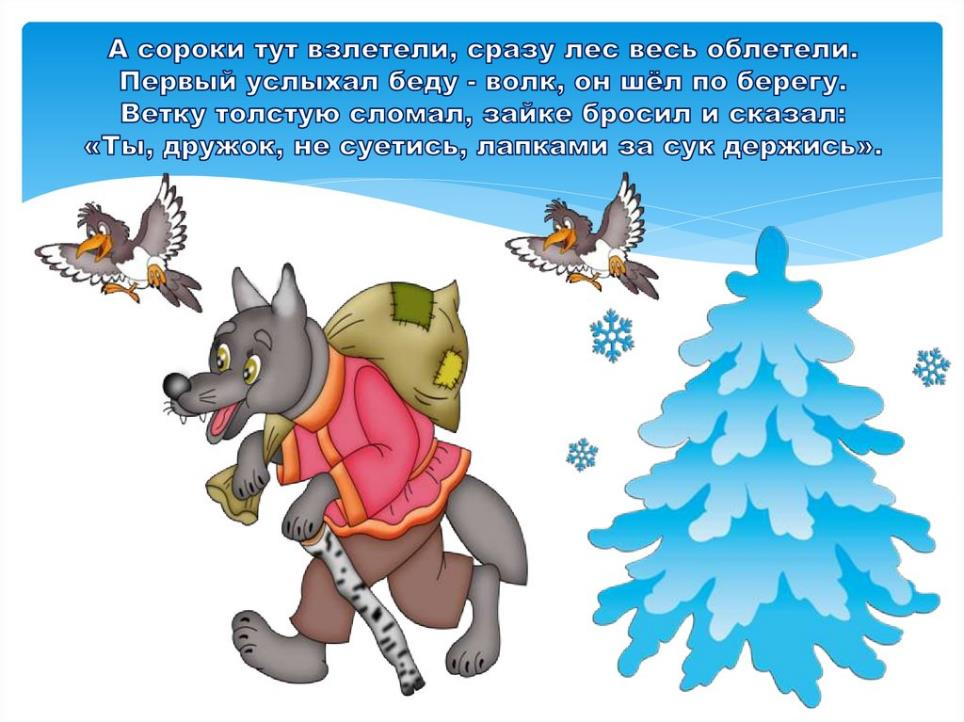 А сороки тут взлетели, сразу лес весь облетели.
Первый услыхал беду - волк, он шёл по берегу.
Ветку толстую сломал, зайке бросил и сказал:
«Ты, дружок, не суетись, лапками за сук держись».